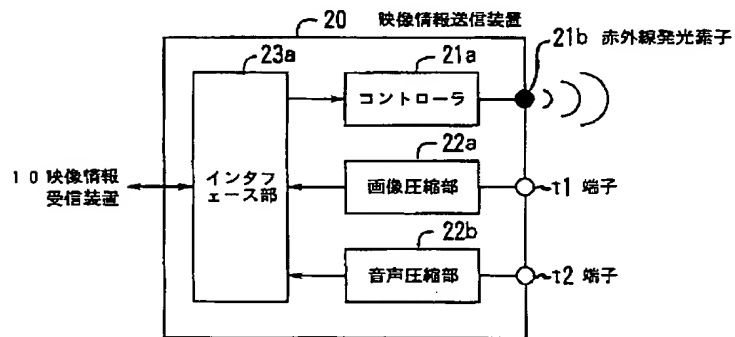 20 映像情報送信装置
23a
21a
21b 赤外線発光素子
コントローラ
22a
10 映像情報
受信装置
インタフ
ェース部
画像圧縮部
t1 端子
22b
音声圧縮部
t2 端子